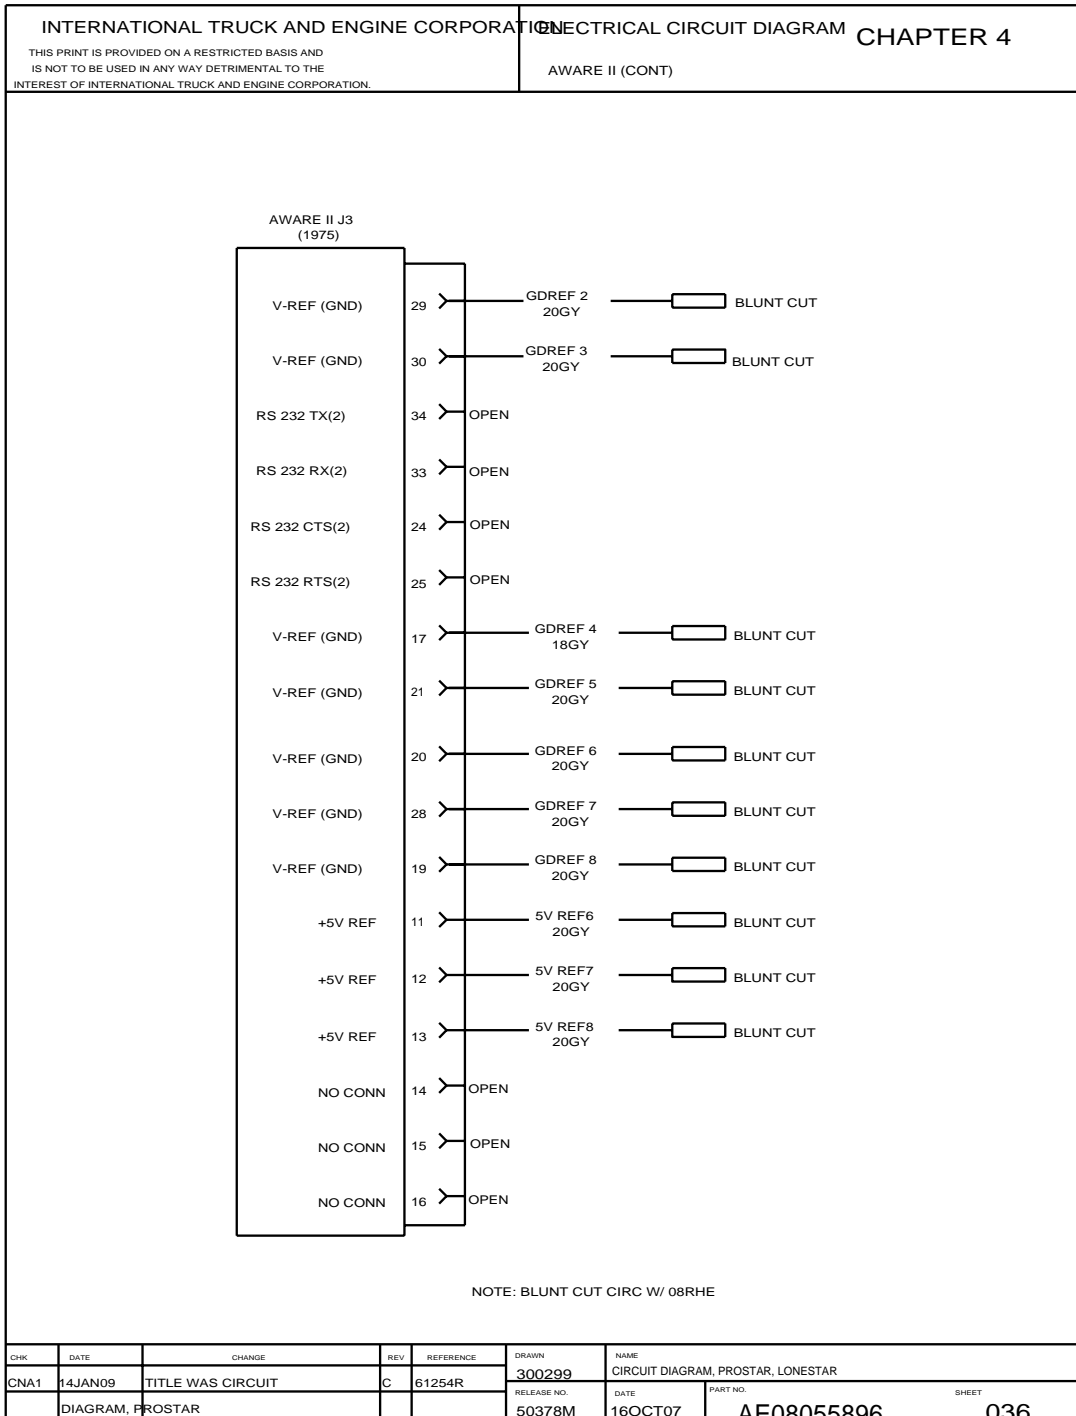 INTERNATIONAL TRUCK AND ENGINE CORPORATION
THIS PRINT IS PROVIDED ON A RESTRICTED BASIS AND
IS NOT TO BE USED IN ANY WAY DETRIMENTAL TO THE
INTEREST OF INTERNATIONAL TRUCK AND ENGINE CORPORATION.
ELECTRICAL CIRCUIT DIAGRAM CHAPTER 4
AWARE II (CONT)
AWARE II J3
(1975)
V-REF (GND) 29 GDREF 2 BLUNT CUT
20GY
V-REF (GND) 30 GDREF 3 BLUNT CUT
20GY
RS 232 TX(2) 34 OPEN
RS 232 RX(2) 33 OPEN
RS 232 CTS(2) 24 OPEN
RS 232 RTS(2) 25 OPEN
V-REF (GND) 17 GDREF 4 BLUNT CUT
18GY
V-REF (GND) 21 GDREF 5 BLUNT CUT
20GY
V-REF (GND) 20 GDREF 6 BLUNT CUT
20GY
V-REF (GND) 28 GDREF 7 BLUNT CUT
20GY
V-REF (GND) 19 GDREF 8 BLUNT CUT
20GY
+5V REF 11 5V REF6 BLUNT CUT
20GY
+5V REF 12 5V REF7 BLUNT CUT
20GY
+5V REF 13 5V REF8 BLUNT CUT
20GY
NO CONN 14 OPEN
NO CONN 15 OPEN
NO CONN 16 OPEN
NOTE: BLUNT CUT CIRC W/ 08RHE
CHK DATE CHANGE REV REFERENCE
CNA1 14JAN09 TITLE WAS CIRCUIT C 61254R
DIAGRAM, PROSTAR
DRAWN
300299
NAME
CIRCUIT DIAGRAM, PROSTAR, LONESTAR
RELEASE NO. DATE PART NO. SHEET
50378M 16OCT07 AE08055896 036